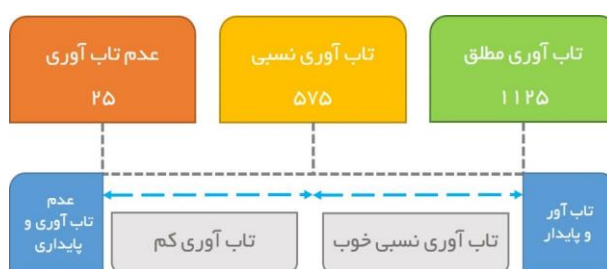 تاب آوری مطلق
۱۱۲۵
تاب آوری نسبی
۵۷۵
عدم تاب آوری
۲۵
تاب آور
و پایدار
تاب آوری نسبی خوب
تاب آوری کم
عدم
تاب آوری و
پایداری